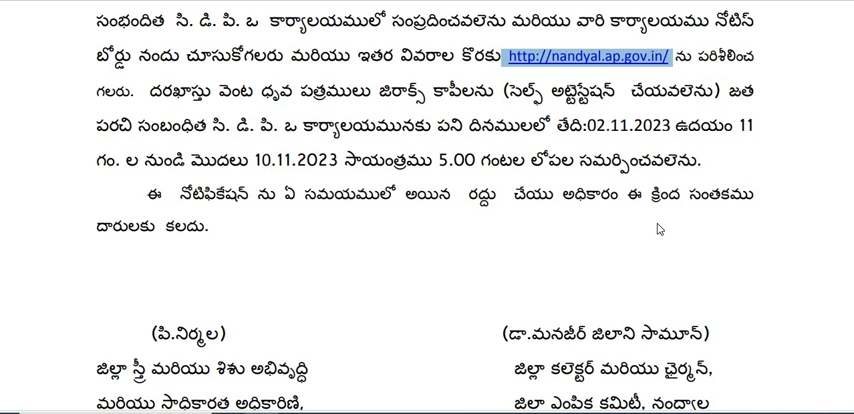 సంభందిత సి. డి. పి. ఒ కార్యాలయములో సంప్రదించవలెను మరియు వారి కార్యాలయము నోటిస్
బోర్డు నందు చూసుకోగలరు మరియు ఇతర వివరాల కొరకు http://nandyal.ap.gov.in/ ను పరిశీలించ
గలరు. దరఖాస్తు వెంట ధృవ పత్రములు జిరాక్స్ కాపీలను (సెల్ఫ్ అట్టెస్టేషన్ చేయవలెను) జత
పరచి సంబంధిత సి. డి. పి. ఒ కార్యాలయమునకు పని దినములలో తేది:02.11.2023 ఉదయం 11
గం. ల నుండి మొదలు 10.11.2023 సాయంత్రము 5.00 గంటల లోపల సమర్పించవలెను.
ఈ నోటిఫికేషన్ ను ఏ సమయములో అయిన రద్దు చేయు అధికారం ఈ క్రింద సంతకము
దారులకు కలదు.
(పి.నిర్మల) (డా.మనజీర్ జిలాని సామూన్)
జిల్లా స్త్రీ మరియు శిశు అభివృద్ధి జిల్లా కలెక్టర్ మరియు ఛైర్మన్,
మరియు సాధికారత అధికారిణి, జిల్లా ఎంపిక కమిటీ, నంద్యాల